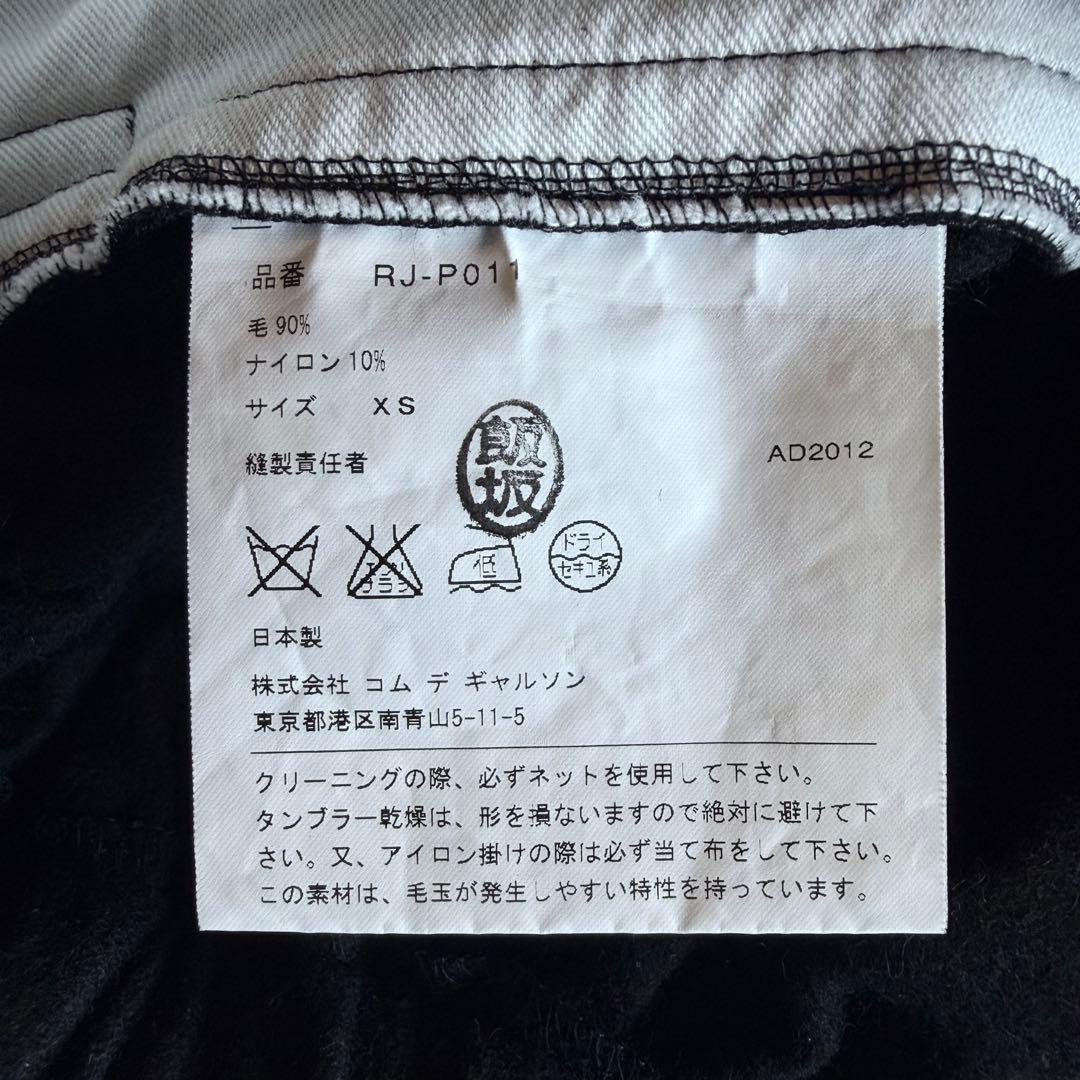 品番 RJ-P011
毛 90%
ナイロン 10%
サイズ XS
縫製責任者
飯坂
AD2012
エンソ
サラシ
低
ドライ
セキユ系
日本製
株式会社 コム デ ギャルソン
東京都港区南青山5-11-5
クリーニングの際、必ずネットを使用して下さい。
タンブラー乾燥は、形を損ないますので絶対に避けて下
さい。又、アイロン掛けの際は必ず当て布をして下さい。
この素材は、毛玉が発生しやすい特性を持っています。